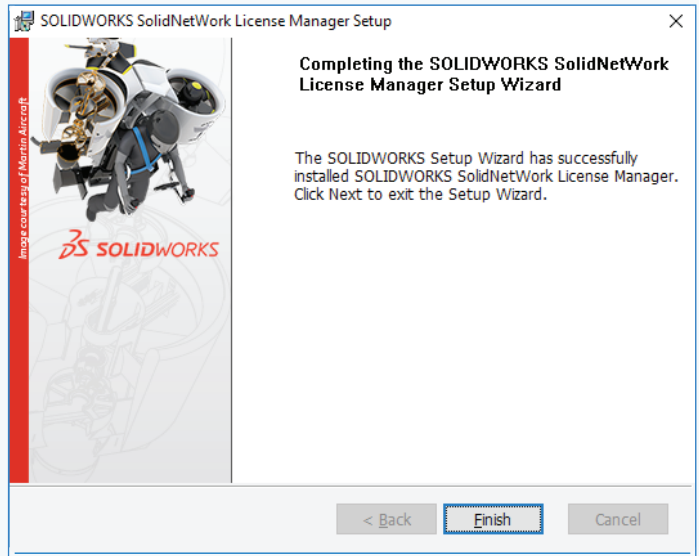 SOLIDWORKS SolidNetWork License Manager Setup
Image courtesy of Martin Aircraft
3S SOLIDWORKS
Completing the SOLIDWORKS SolidNetWork
License Manager Setup Wizard
The SOLIDWORKS Setup Wizard has successfully
installed SOLIDWORKS SolidNetWork License Manager.
Click Next to exit the Setup Wizard.
< Back
Finish
Cancel